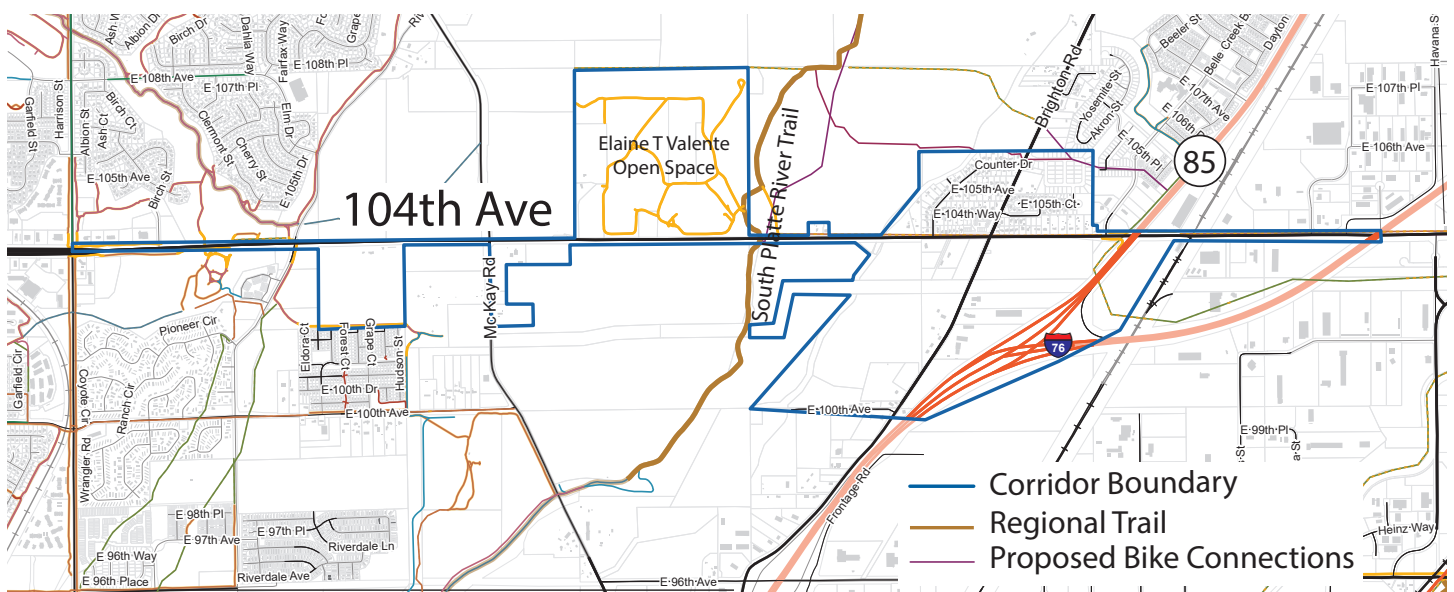 Ash W
Albion Dr
Birch Dr
Dahlia Way
Fairfax Way
Grape
E 108th Pl
E 108th Ave
E 107th Pl
Garfield St
Harrison St
Albion St
Ash Ct
Birch Ct
Clermont St
Cherry St
Elm Dr
E 105th Dr
E 105th Ave
Birch St
104th Ave
Mc Kay Rd
Elaine T Valente
Open Space
South Platte River Trail
Brighton Rd
Yosemite St
Akron St
Beeler St
Belle Creek B
Dayton
E 107th Ave
E 106th P
E 105th Pl
85
Havana S
E 107th Pl
E 106th Ave
Counter Dr
E 105th Ave
E 105th Ct
E 104th Way
76
Pioneer Cir
Garfield Cir
Coyote Cir
Ranch Cir
Wrangler Rd
Eldora Ct
Forest Ct
Grape Ct
Hudson St
E 100th Dr
E 100th Ave
E 100th Ave
E 99th Pl
s St
a St
Frontage Rd
E 98th Pl
E 97th Ave
E 97th Pl
Riverdale Ln
E 96th Way
E 96th Place
Riverdale Ave
E 96th Ave
Heinz Way
Corridor Boundary
Regional Trail
Proposed Bike Connections